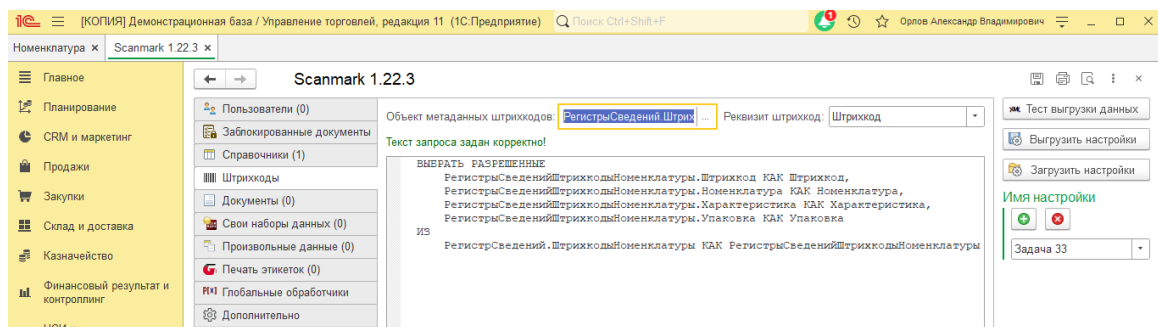 [КОПИЯ] Демонстрационная база / Управление торговлей, редакция 11 (1С:Предприятие) Поиск Ctrl+Shift+F Орлов Александр Владимирович
Номенклатура × Scanmark 1.22.3 ×
Главное
Планирование
CRM и маркетинг
Продажи
Закупки
Склад и доставка
Казначейство
Финансовый результат и
контроллинг
Scanmark 1.22.3
Пользователи (0)
Заблокированные документы
Справочники (1)
Штрихкоды
Документы (0)
Свои наборы данных (0)
Произвольные данные (0)
Печать этикеток (0)
Глобальные обработчики
Дополнительно
Объект метаданных штрихкодов: РегистрыСведений.Штрих ... Реквизит штрихкод: Штрихкод
Текст запроса задан корректно!
ВЫБРАТЬ РАЗРЕШЕННЫЕ
РегистрыСведенийШтрихкодыНоменклатуры.Штрихкод КАК Штрихкод,
РегистрыСведенийШтрихкодыНоменклатуры.Номенклатура КАК Номенклатура,
РегистрыСведенийШтрихкодыНоменклатуры.Характеристика КАК Характеристика,
РегистрыСведенийШтрихкодыНоменклатуры.Упаковка КАК Упаковка
ИЗ
РегистрСведений.ШтрихкодыНоменклатуры КАК РегистрыСведенийШтрихкодыНоменклатуры
Тест выгрузки данных
Выгрузить настройки
Загрузить настройки
Имя настройки
Задача 33